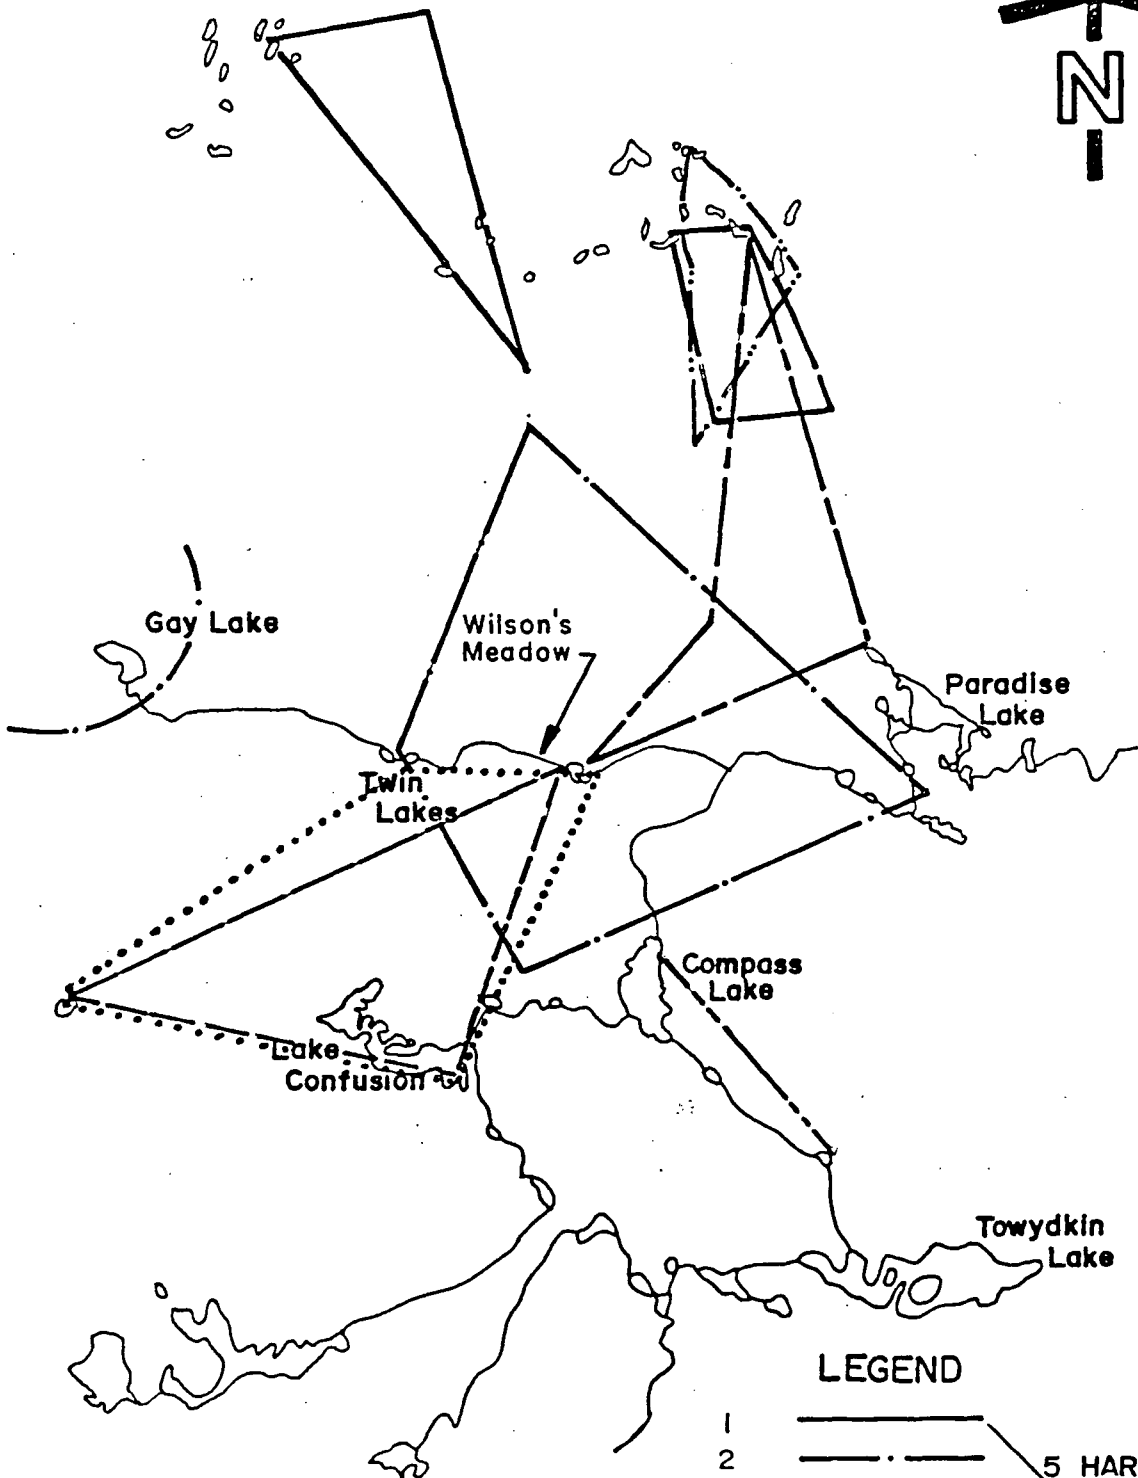 N
Gay Lake
Wilson's
Meadow
Paradise
Lake
Twin
Lakes
Compass
Lake
Lake
Confusion
Towydkin
Lake
LEGEND
1
2
5 HAR